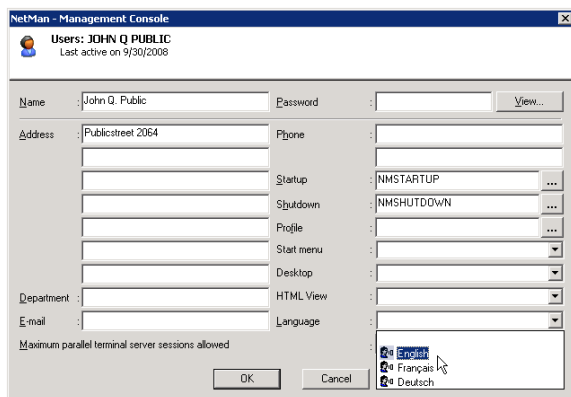 NetMan - Management Console
Users: JOHN Q PUBLIC
Last active on 9/30/2008
Name : John Q. Public Password : View...
Address : Publicstreet 2064 Phone :
Startup : NMSTARTUP ...
Shutdown : NMSHUTDOWN ...
Profile : ...
Start menu :
Desktop :
Department : HTML View :
E-mail : Language :
Maximum parallel terminal server sessions allowed :
English
Français
Deutsch
OK Cancel